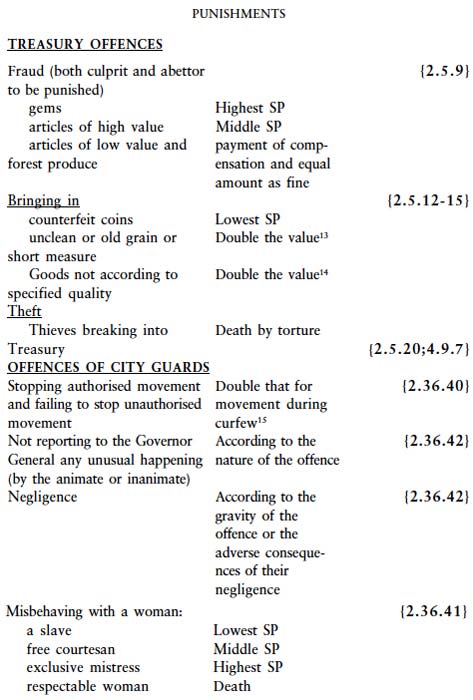 PUNISHMENTS
TREASURY OFFENCES
Fraud (both culprit and abettor {2.5.9}
to be punished)
gems Highest SP
articles of high value Middle SP
articles of low value and payment of comp-
forest produce ensation and equal
amount as fine
Bringing in {2.5.12-15}
counterfeit coins Lowest SP
unclean or old grain or Double the value¹³
short measure
Goods not according to Double the value¹⁴
specified quality
Theft
Thieves breaking into Death by torture
Treasury {2.5.20;4.9.7}
OFFENCES OF CITY GUARDS
Stopping authorised movement Double that for {2.36.40}
and failing to stop unauthorised movement during
movement curfew¹⁵
Not reporting to the Governor According to the {2.36.42}
General any unusual happening nature of the offence
(by the animate or inanimate)
Negligence According to the {2.36.42}
gravity of the
offence or the
adverse conseque-
nces of their
negligence
Misbehaving with a woman: {2.36.41}
a slave Lowest SP
free courtesan Middle SP
exclusive mistress Highest SP
respectable woman Death